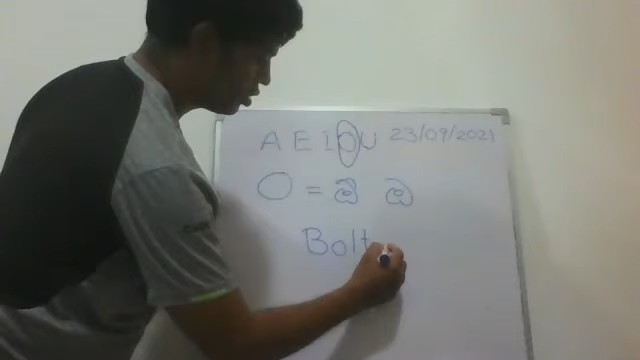 A E I O U 23/09/2021
O = ඕ ඔ
Bolt